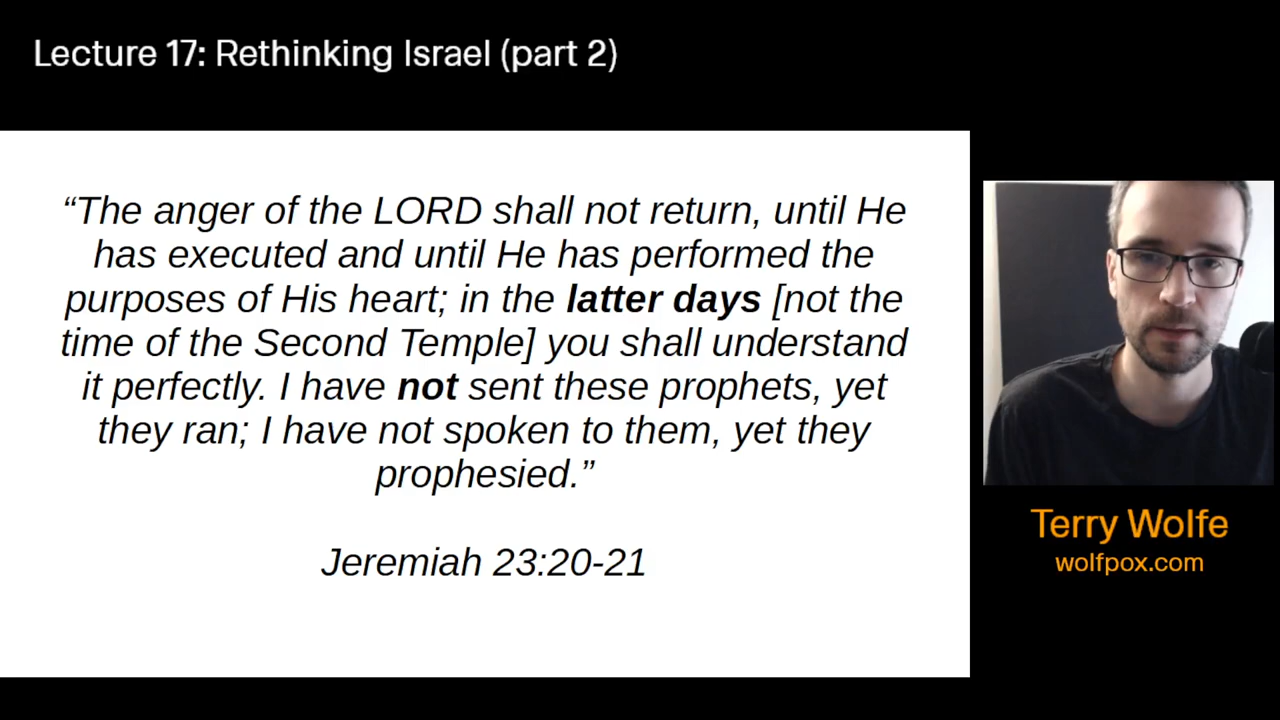 Lecture 17: Rethinking Israel (part 2)
“The anger of the LORD shall not return, until He
has executed and until He has performed the
purposes of His heart; in the latter days [not the
time of the Second Temple] you shall understand
it perfectly. I have not sent these prophets, yet
they ran; I have not spoken to them, yet they
prophesied.”
Jeremiah 23:20-21
Terry Wolfe
wolfpox.com